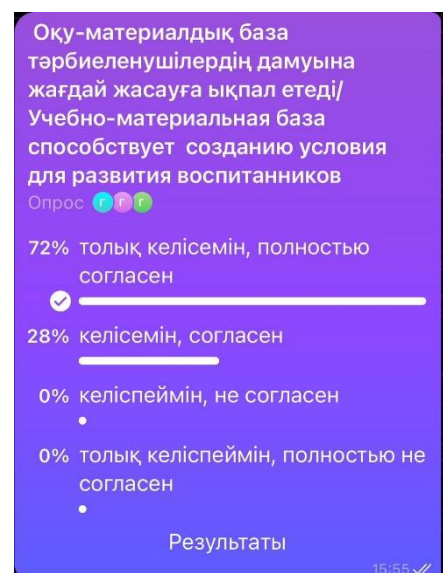 Оқу-материалдық база
тәрбиеленушілердің дамуына
жағдай жасауға ықпал етеді/
Учебно-материальная база
способствует созданию условия
для развития воспитанников
Опрос Г Г Г
72% толық келісемін, полностью
согласен
28% келісемін, согласен
0% келіспеймін, не согласен
0% толық келіспеймін, полностью не
согласен
Результаты
15:55